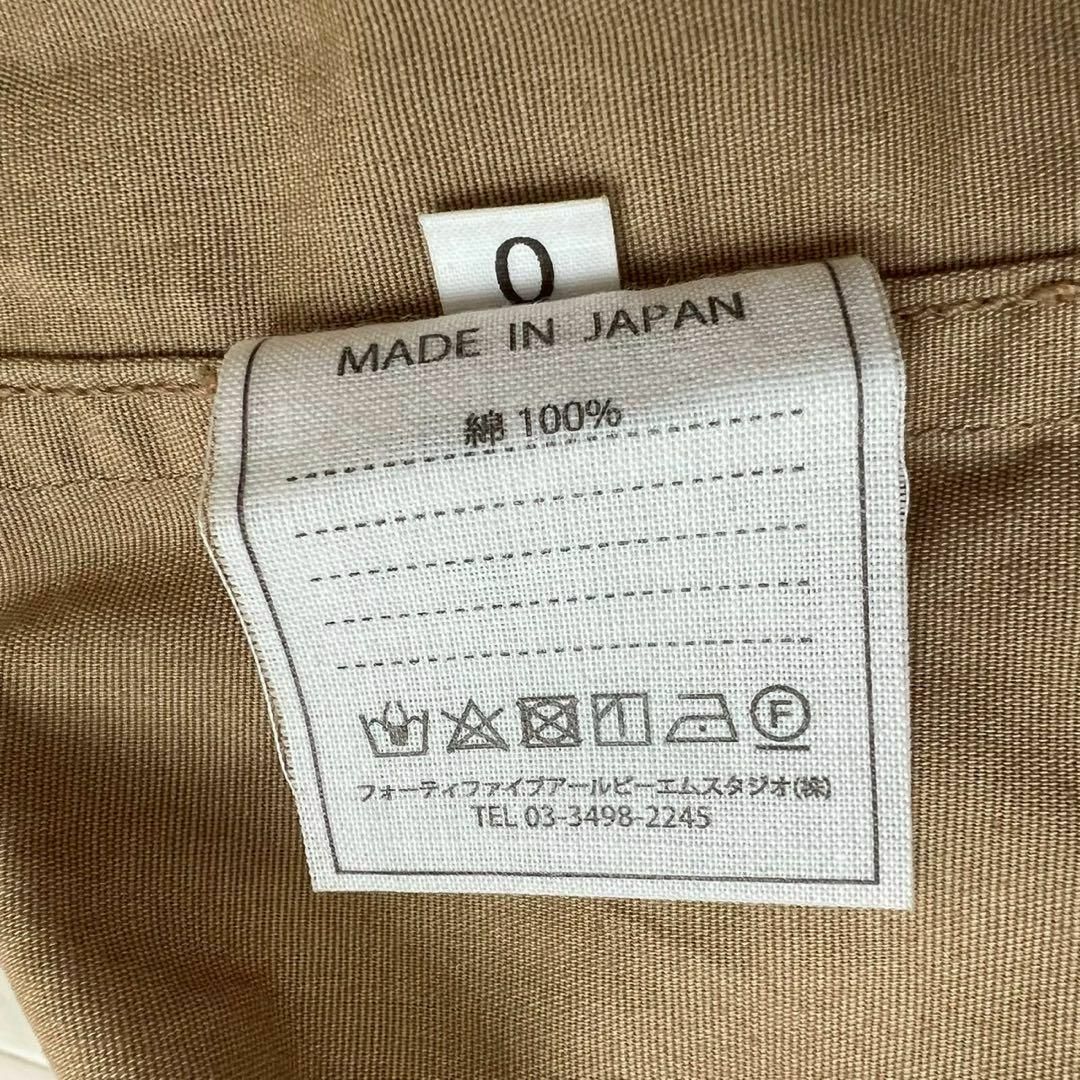 0
MADE IN JAPAN
綿 100%
F
フォーティファイブアールピーエムスタジオ(株)
TEL 03-3498-2245